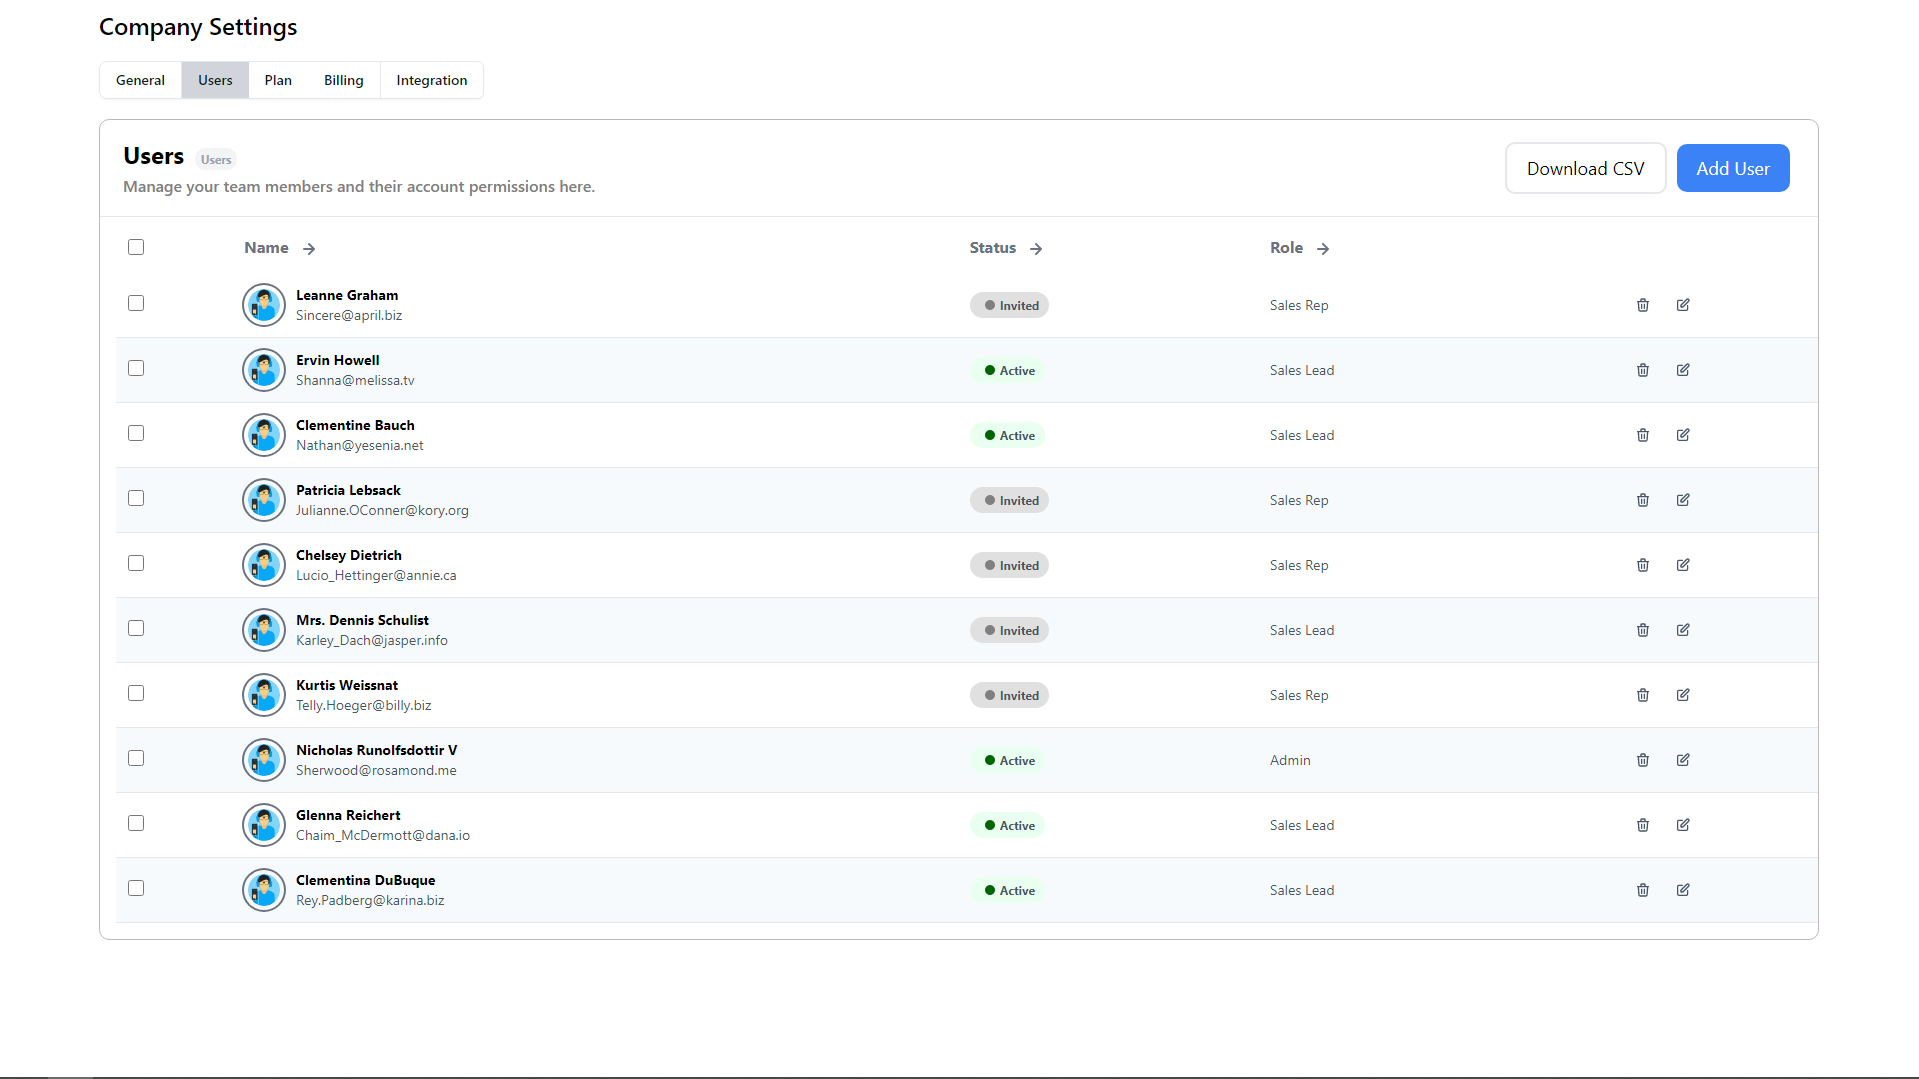 Company Settings
General Users Plan Billing Integration
Users Users
Manage your team members and their account permissions here.
Download CSV Add User
Name Status Role
Leanne Graham
Sincere@april.biz
Invited Sales Rep
Ervin Howell
Shanna@melissa.tv
Active Sales Lead
Clementine Bauch
Nathan@yesenia.net
Active Sales Lead
Patricia Lebsack
Julianne.OConner@kory.org
Invited Sales Rep
Chelsey Dietrich
Lucio_Hettinger@annie.ca
Invited Sales Rep
Mrs. Dennis Schulist
Karley_Dach@jasper.info
Invited Sales Lead
Kurtis Weissnat
Telly.Hoeger@billy.biz
Invited Sales Rep
Nicholas Runolfsdottir V
Sherwood@rosamond.me
Active Admin
Glenna Reichert
Chaim_McDermott@dana.io
Active Sales Lead
Clementina DuBuque
Rey.Padberg@karina.biz
Active Sales Lead